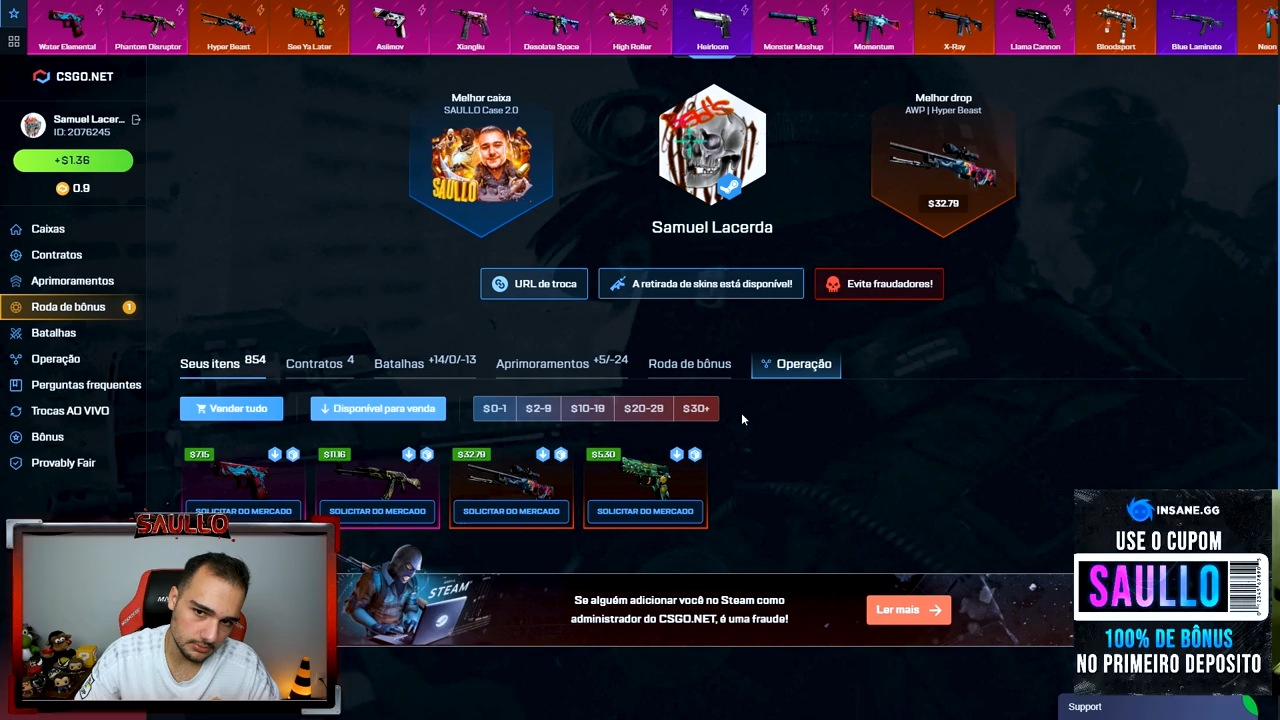 Water Elemental
Phantom Disruptor
Hyper Beast
See Ya Later
Asiimov
Xiangliu
Desolate Space
High Roller
Heirloom
Monster Mashup
Momentum
X-Ray
Llama Cannon
Bloodsport
Blue Laminate
Neon
CSGO.NET
Samuel Lacer...
ID: 2076245
+$1.36
0.9
Caixas
Contratos
Aprimoramentos
Roda de bônus 1
Batalhas
Operação
Perguntas frequentes
Trocas AO VIVO
Bônus
Provably Fair
Melhor caixa
SAULLO Case 2.0
SAULLO
Samuel Lacerda
Melhor drop
AWP | Hyper Beast
$32.79
URL de troca
A retirada de skins está disponível!
Evite fraudadores!
Seus itens 854
Contratos 4
Batalhas +14/0/-13
Aprimoramentos +5/-24
Roda de bônus
Operação
Vender tudo
Disponível para venda
$0-1
$2-9
$10-19
$20-29
$30+
$7.15
SOLICITAR DO MERCADO
$11.16
SOLICITAR DO MERCADO
$32.79
SOLICITAR DO MERCADO
$5.30
SOLICITAR DO MERCADO
STEAM
Se alguém adicionar você no Steam como
administrador do CSGO.NET, é uma fraude!
Ler mais
SAULLO
INSANE.GG
USE O CUPOM
SAULLO
100% DE BÔNUS
NO PRIMEIRO DEPOSITO
Support